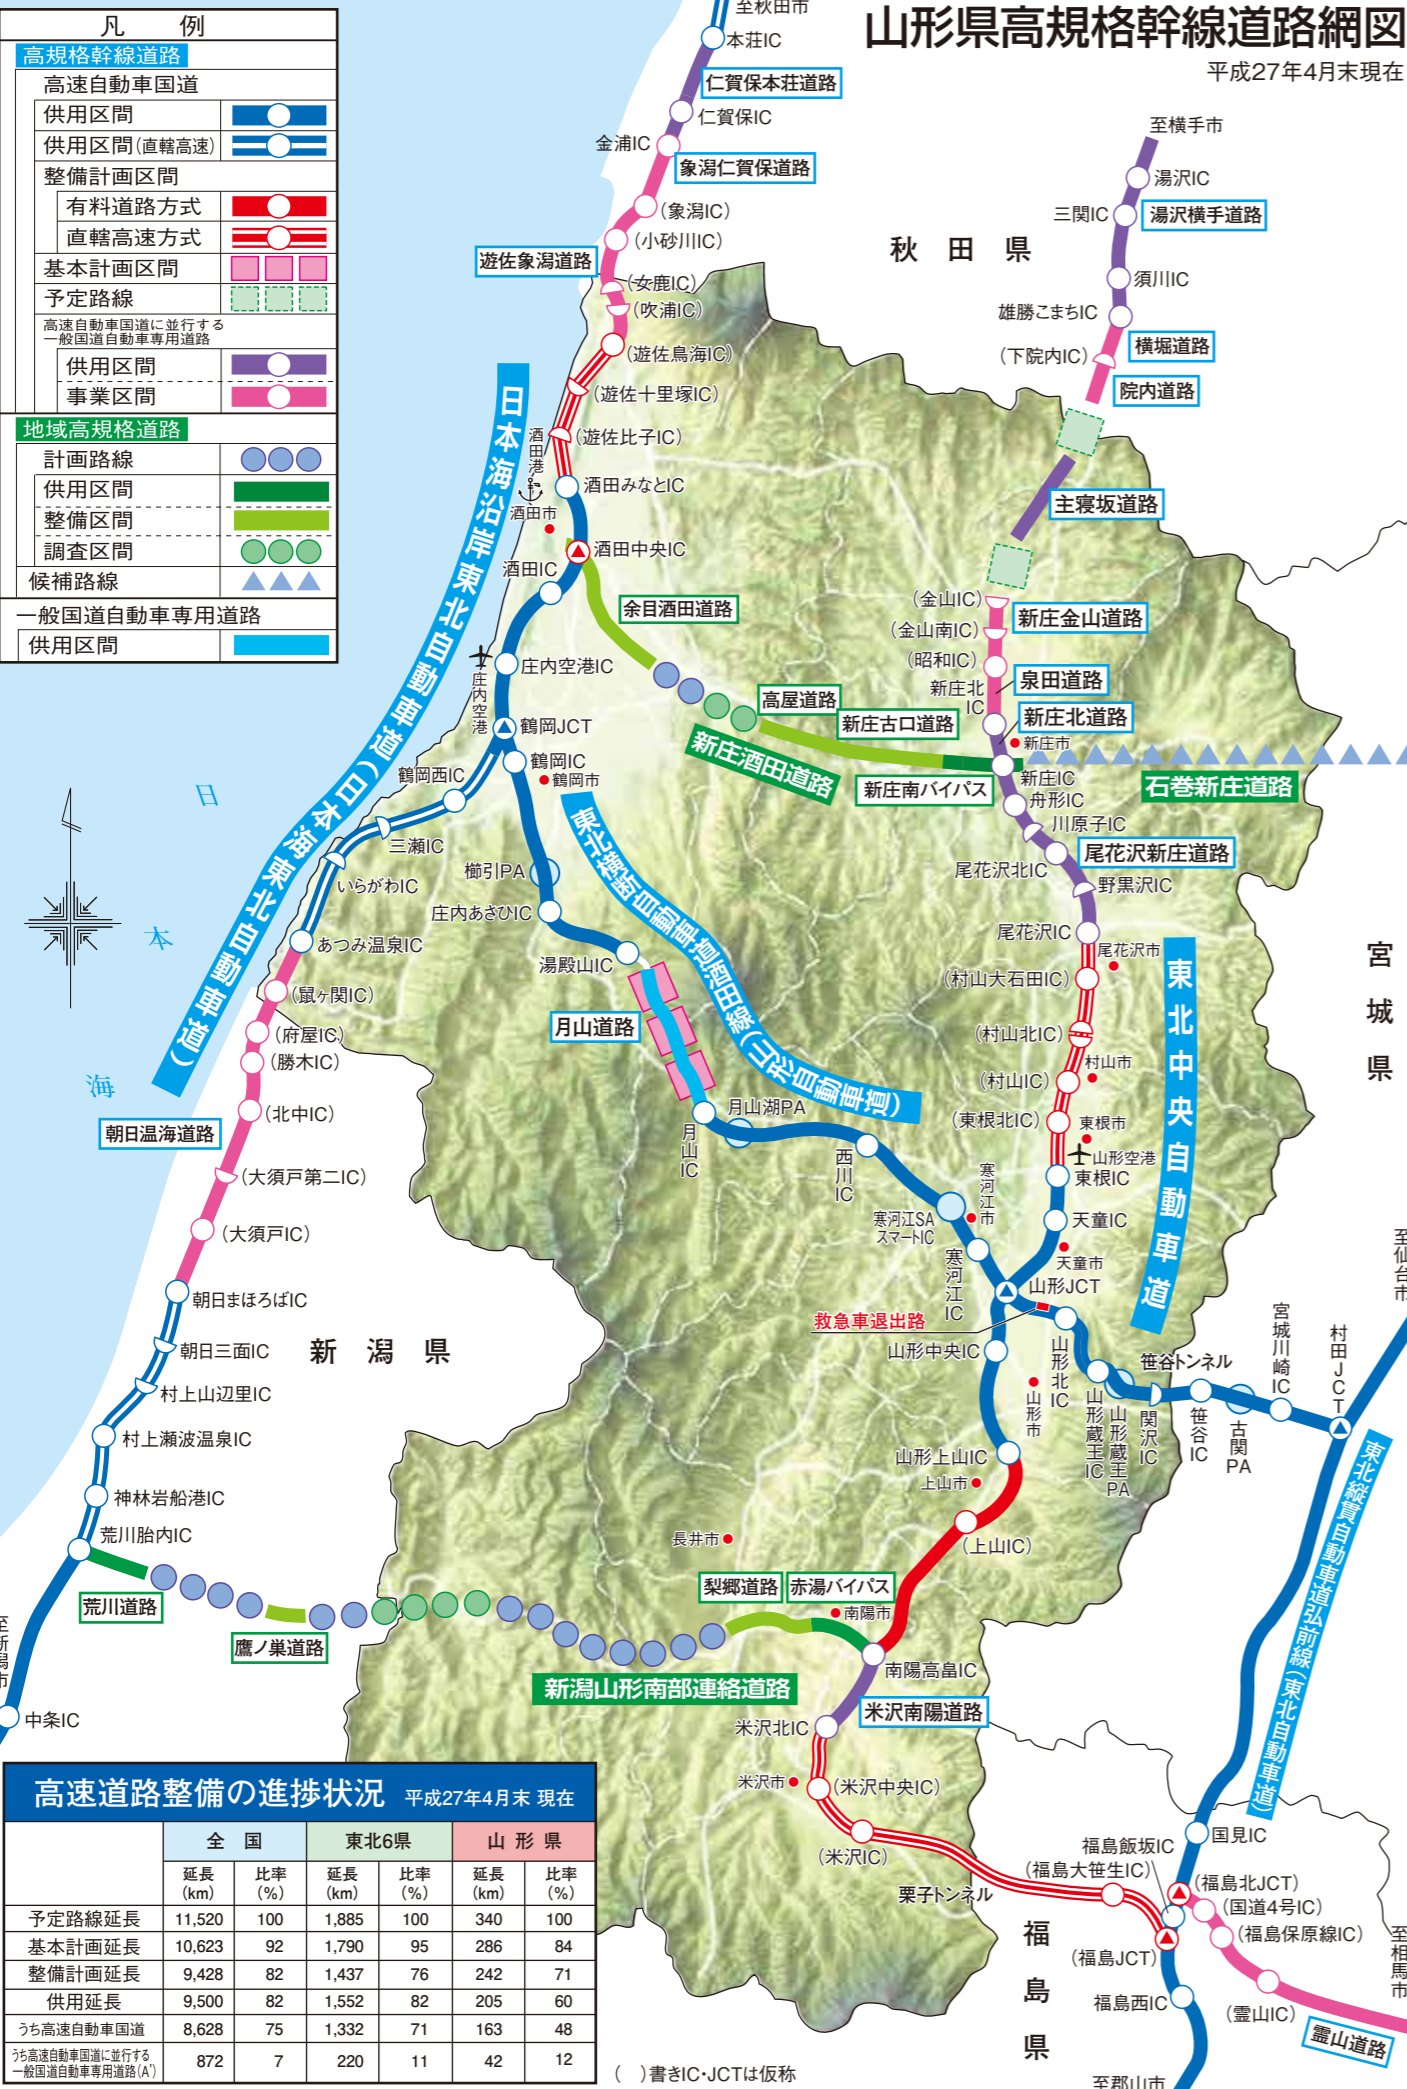 山形県高規格幹線道路網図
平成27年4月末現在
凡例
高規格幹線道路
高速自動車国道
供用区間
供用区間(直轄高速)
整備計画区間
有料道路方式
直轄高速方式
基本計画区間
予定路線
高速自動車国道に並行する
一般国道自動車専用道路
供用区間
事業区間
地域高規格道路
計画路線
供用区間
整備区間
調査区間
候補路線
一般国道自動車専用道路
供用区間
至秋田市
本荘IC
仁賀保本荘道路
仁賀保IC
金浦IC
象潟仁賀保道路
(象潟IC)
(小砂川IC)
遊佐象潟道路
(女鹿IC)
(吹浦IC)
(遊佐鳥海IC)
(遊佐十里塚IC)
(遊佐比子IC)
酒田港
酒田みなとIC
酒田市
酒田中央IC
酒田IC
余目酒田道路
庄内空港IC
庄内空港
鶴岡JCT
鶴岡IC
鶴岡市
鶴岡西IC
三瀬IC
いらがわIC
あつみ温泉IC
(鼠ヶ関IC)
(府屋IC)
(勝木IC)
(北中IC)
朝日温海道路
(大須戸第二IC)
(大須戸IC)
朝日まほろばIC
朝日三面IC
村上山辺里IC
村上瀬波温泉IC
神林岩船港IC
荒川胎内IC
荒川道路
鷹ノ巣道路
至新潟市
中条IC
日本海沿岸東北自動車道(日本海東北自動車道)
日本海
秋田県
至横手市
湯沢IC
三関IC
湯沢横手道路
須川IC
雄勝こまちIC
横堀道路
(下院内IC)
院内道路
主寝坂道路
(金山IC)
新庄金山道路
(金山南IC)
(昭和IC)
泉田道路
新庄北
IC
新庄北道路
新庄市
高屋道路
新庄古口道路
新庄酒田道路
新庄南バイパス
新庄IC
石巻新庄道路
舟形IC
川原子IC
尾花沢新庄道路
尾花沢北IC
野黒沢IC
尾花沢IC
尾花沢市
(村山大石田IC)
(村山北IC)
村山市
(村山IC)
(東根北IC)
東根市
山形空港
東根IC
天童IC
天童市
東北中央自動車道
宮城県
櫛引PA
庄内あさひIC
湯殿山IC
月山道路
東北横断自動車道酒田線(山形自動車道)
月山湖PA
月山IC
西川IC
寒河江SA
スマートIC
寒河江市
寒河江IC
山形JCT
救急車退出路
山形中央IC
山形北IC
山形市
山形蔵王IC
山形蔵王PA
関沢IC
笹谷トンネル
笹谷IC
古関PA
宮城川崎IC
村田JCT
至仙台市
東北縦貫自動車道弘前線(東北自動車道)
新潟県
山形上山IC
上山市
(上山IC)
長井市
梨郷道路
赤湯バイパス
南陽市
南陽高畠IC
新潟山形南部連絡道路
米沢南陽道路
米沢北IC
米沢市
(米沢中央IC)
(米沢IC)
栗子トンネル
福島県
国見IC
福島飯坂IC
(福島大笹生IC)
(福島北JCT)
(国道4号IC)
(福島保原線IC)
(福島JCT)
福島西IC
(霊山IC)
霊山道路
至相馬市
至郡山市
高速道路整備の進捗状況 平成27年4月末 現在
全国 東北6県 山形県
延長(km) 比率(%) 延長(km) 比率(%) 延長(km) 比率(%)
予定路線延長 11,520 100 1,885 100 340 100
基本計画延長 10,623 92 1,790 95 286 84
整備計画延長 9,428 82 1,437 76 242 71
供用延長 9,500 82 1,552 82 205 60
うち高速自動車国道 8,628 75 1,332 71 163 48
うち高速自動車国道に並行する
一般国道自動車専用道路(A') 872 7 220 11 42 12
( )書きIC・JCTは仮称